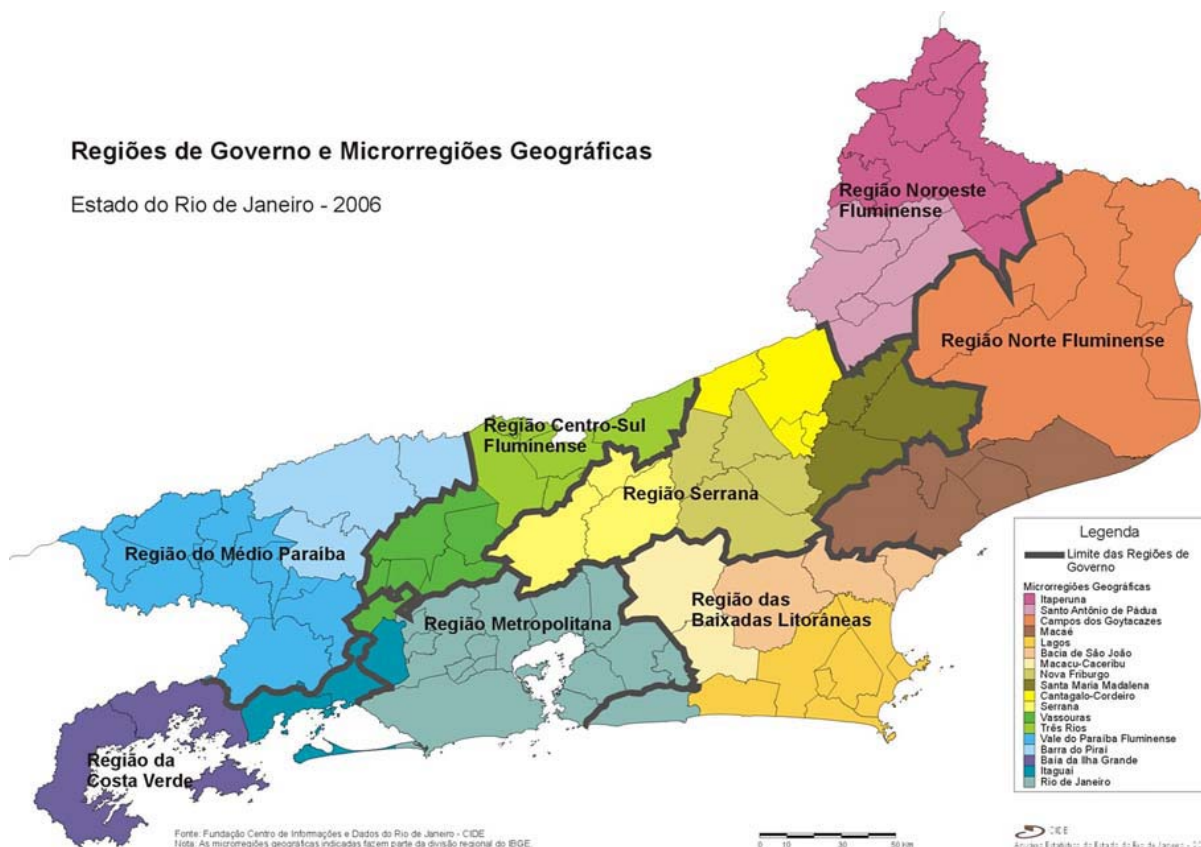 Regiões de Governo e Microrregiões Geográficas
Estado do Rio de Janeiro - 2006
Região Noroeste
Fluminense
Região Norte Fluminense
Região Centro-Sul
Fluminense
Região Serrana
Região do Médio Paraíba
Região das
Baixadas Litorâneas
Região Metropolitana
Região da
Costa Verde
Legenda
Limite das Regiões de
Governo
Microrregiões Geográficas
Itaperuna
Santo Antônio de Pádua
Campos dos Goytacazes
Macaé
Lagos
Bacia de São João
Macacu-Caceribu
Nova Friburgo
Santa Maria Madalena
Cantagalo-Cordeiro
Serrana
Vassouras
Três Rios
Vale do Paraíba Fluminense
Barra do Piraí
Baía da Ilha Grande
Itaguaí
Rio de Janeiro
Fonte: Fundação Centro de Informações e Dados do Rio de Janeiro - CIDE
Nota: As microrregiões geográficas indicadas fazem parte da divisão regional do IBGE.
0 10 20 30 40 50 km
CIDE